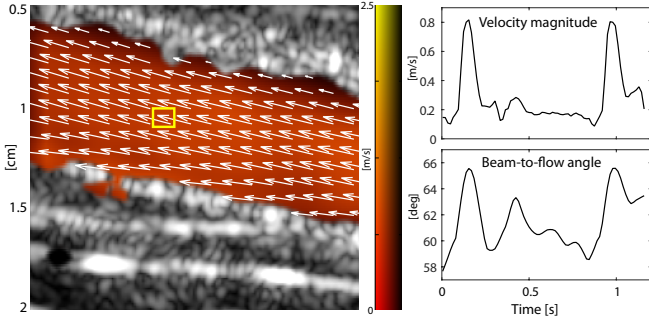 0.5
1
[cm]
1.5
2
2.5
[m/s]
0
Velocity magnitude
0.8
0.6
[m/s]
0.4
0.2
0
Beam-to-flow angle
66
64
[deg]
62
60
58
0 0.5 1
Time [s]